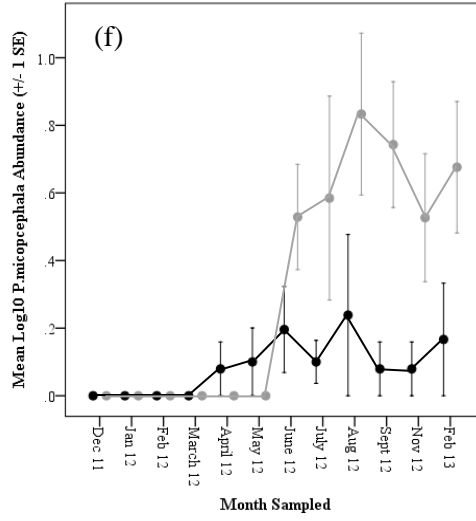 (f)
Mean Log10 P.micopcephala Abundance (+/- 1 SE)
1.0
.8
.6
.4
.2
.0
Dec 11
Jan 12
Feb 12
March 12
April 12
May 12
June 12
July 12
Aug 12
Sept 12
Nov 12
Feb 13
Month Sampled